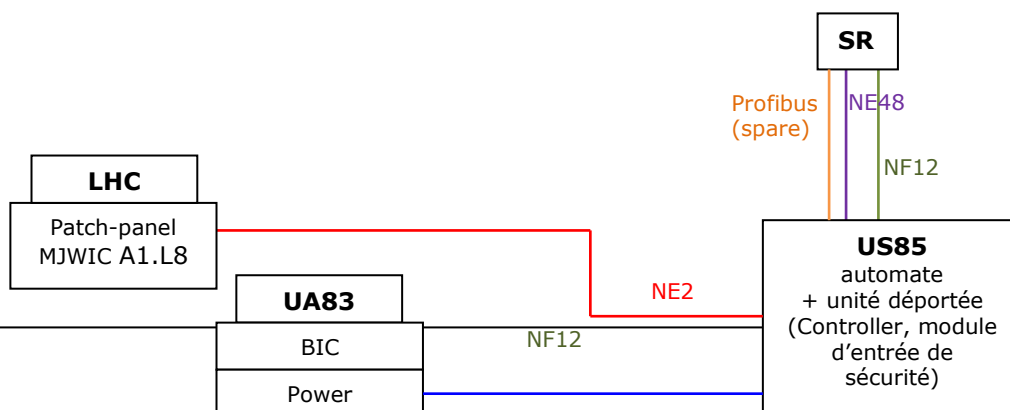 SR
Profibus
(spare)
NE48
NF12
LHC
Patch-panel
MJWIC A1.L8
US85
automate
+ unité déportée
(Controller, module
d'entrée de
sécurité)
NE2
UA83
NF12
BIC
Power